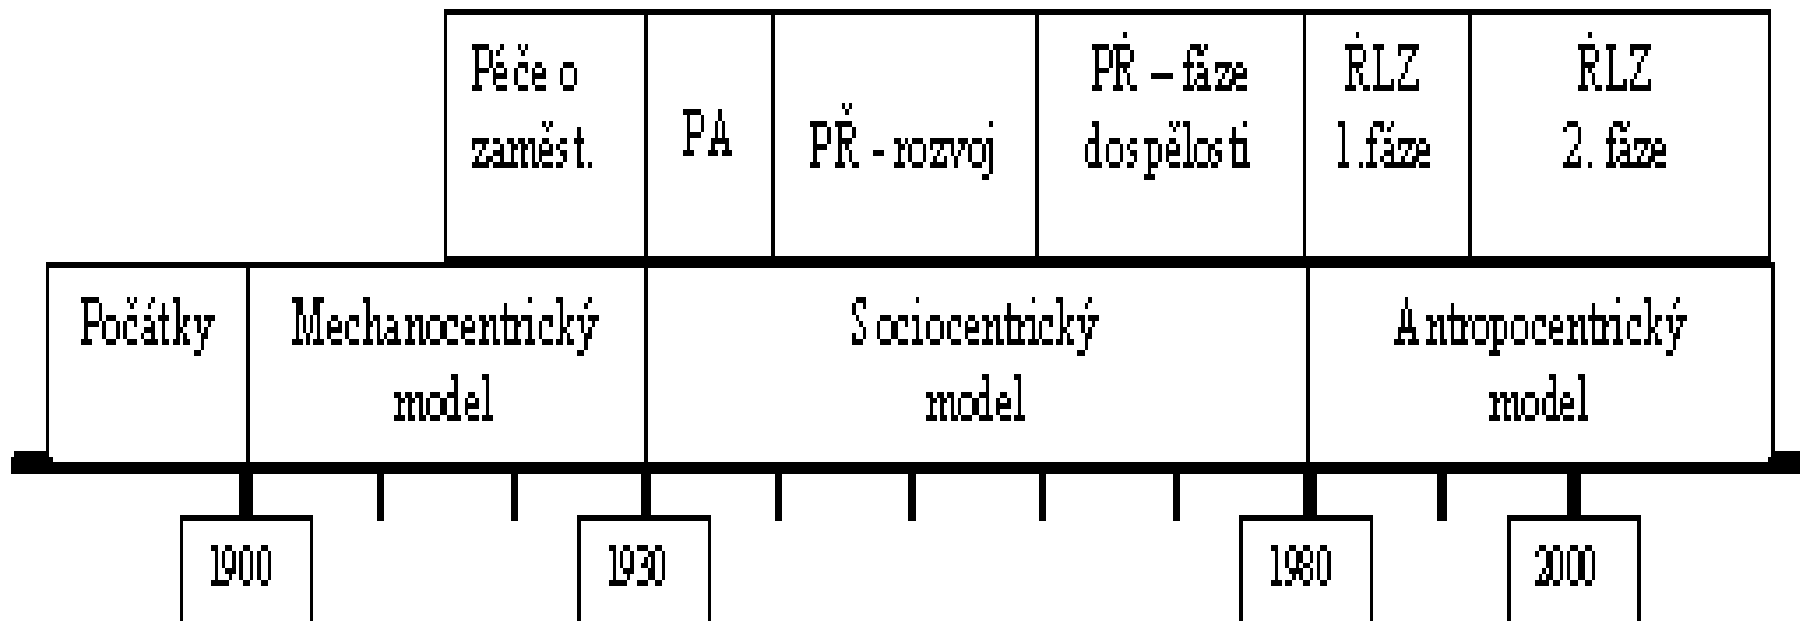 Péče o
zaměst.
PA
PŘ - rozvoj
PŘ – fáze
dospělosti
ŘLZ
1.fáze
ŘLZ
2. fáze
Počátky
Mechanocentrický
model
Sociocentrický
model
Antropocentrický
model
1900
1930
1980
2000